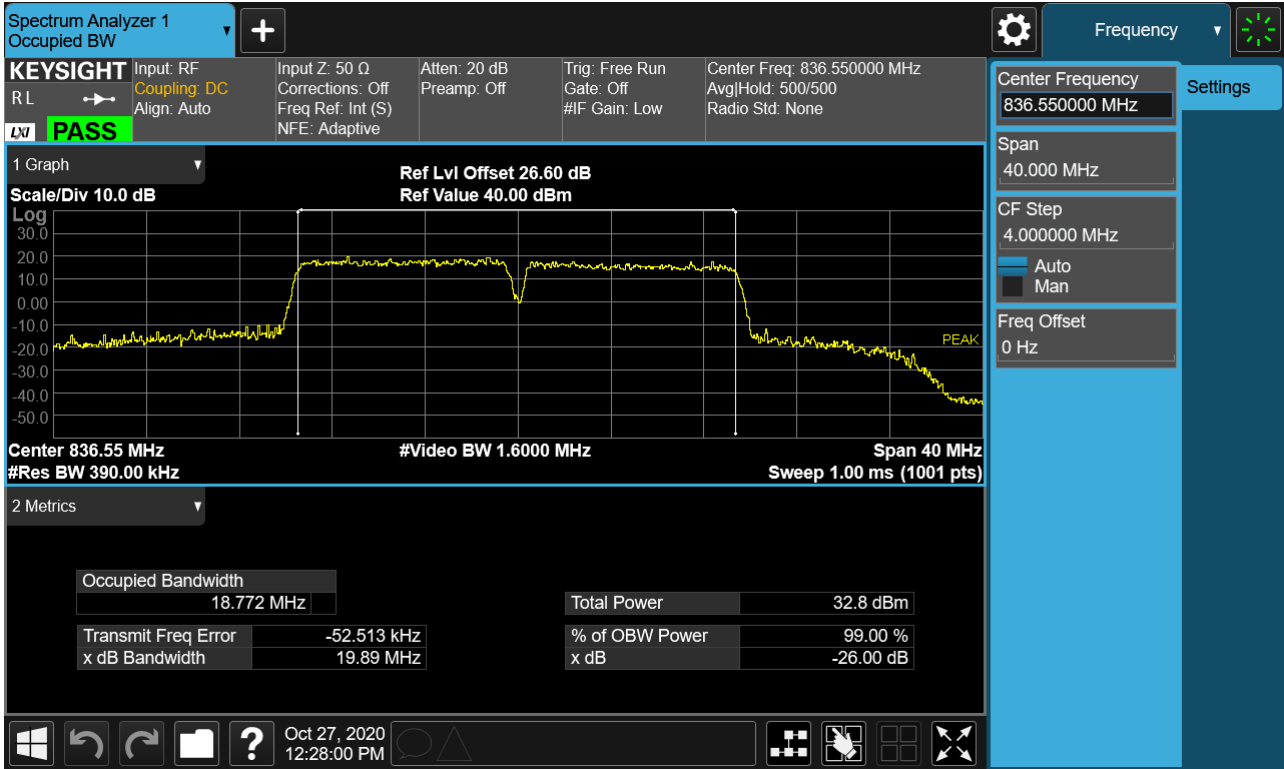 Spectrum Analyzer 1
Occupied BW
▼
+
Frequency ▼
KEYSIGHT
R L
LXI PASS
Input: RF
Coupling: DC
Align: Auto
Input Z: 50 Ω
Corrections: Off
Freq Ref: Int (S)
NFE: Adaptive
Atten: 20 dB
Preamp: Off
Trig: Free Run
Gate: Off
#IF Gain: Low
Center Freq: 836.550000 MHz
Avg|Hold: 500/500
Radio Std: None
Center Frequency
836.550000 MHz
Settings
Span
40.000 MHz
CF Step
4.000000 MHz
Auto
Man
Freq Offset
0 Hz
1 Graph ▼
Scale/Div 10.0 dB
Ref Lvl Offset 26.60 dB
Ref Value 40.00 dBm
Log
30.0
20.0
10.0
0.00
-10.0
-20.0
-30.0
-40.0
-50.0
PEAK
Center 836.55 MHz
#Video BW 1.6000 MHz
Span 40 MHz
#Res BW 390.00 kHz
Sweep 1.00 ms (1001 pts)
2 Metrics ▼
Occupied Bandwidth
18.772 MHz
Total Power 32.8 dBm
Transmit Freq Error -52.513 kHz
% of OBW Power 99.00 %
x dB Bandwidth 19.89 MHz
x dB -26.00 dB
?
Oct 27, 2020
12:28:00 PM